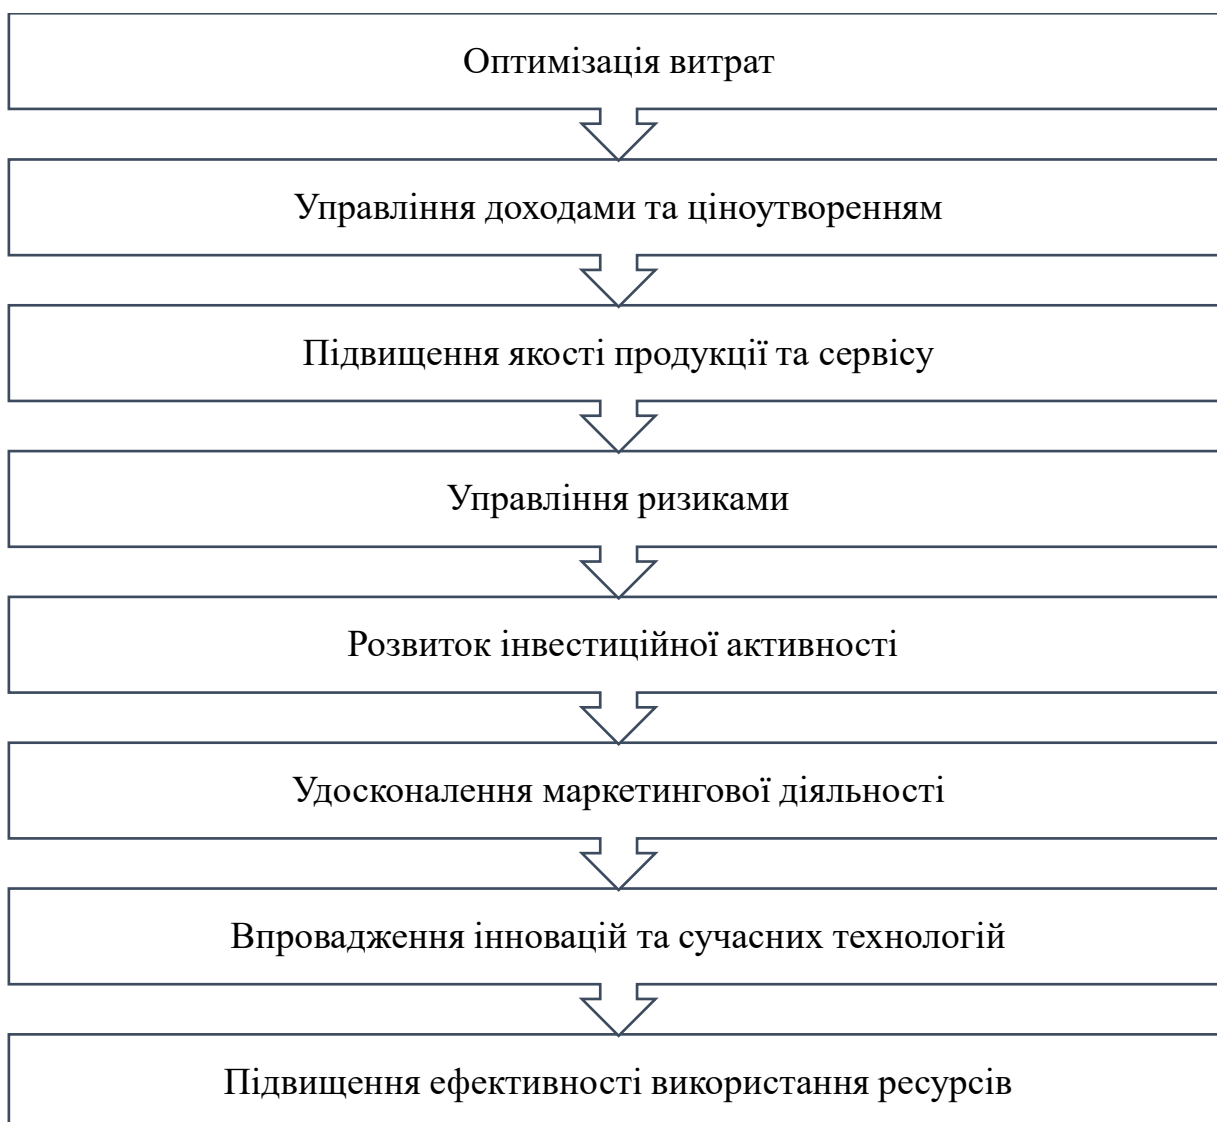 Оптимізація витрат
Управління доходами та ціноутворенням
Підвищення якості продукції та сервісу
Управління ризиками
Розвиток інвестиційної активності
Удосконалення маркетингової діяльності
Впровадження інновацій та сучасних технологій
Підвищення ефективності використання ресурсів